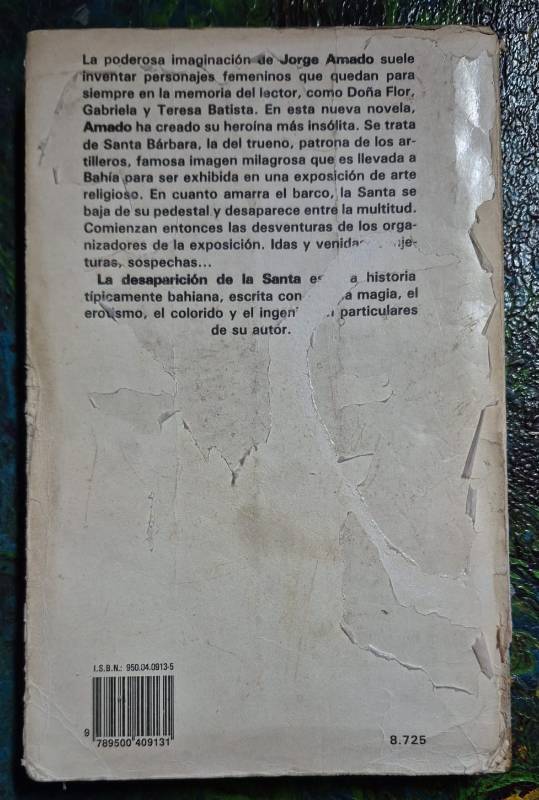 La poderosa imaginación de Jorge Amado suele
inventar personajes femeninos que quedan para
siempre en la memoria del lector, como Doña Flor,
Gabriela y Teresa Batista. En esta nueva novela,
Amado ha creado su heroína más insólita. Se trata
de Santa Bárbara, la del trueno, patrona de los ar-
tilleros, famosa imagen milagrosa que es llevada a
Bahía para ser exhibida en una exposición de arte
religioso. En cuanto amarra el barco, la Santa se
baja de su pedestal y desaparece entre la multitud.
Comienzan entonces las desventuras de los orga-
nizadores de la exposición. Idas y venidas
turas, sospechas...
La desaparición de la Santa historia
típicamente bahiana, escrita con magia, el
erotismo, el colorido y el particulares
de su autor.
I.S.B.N.: 950.04.0913-5
9 789500 409131
8.725